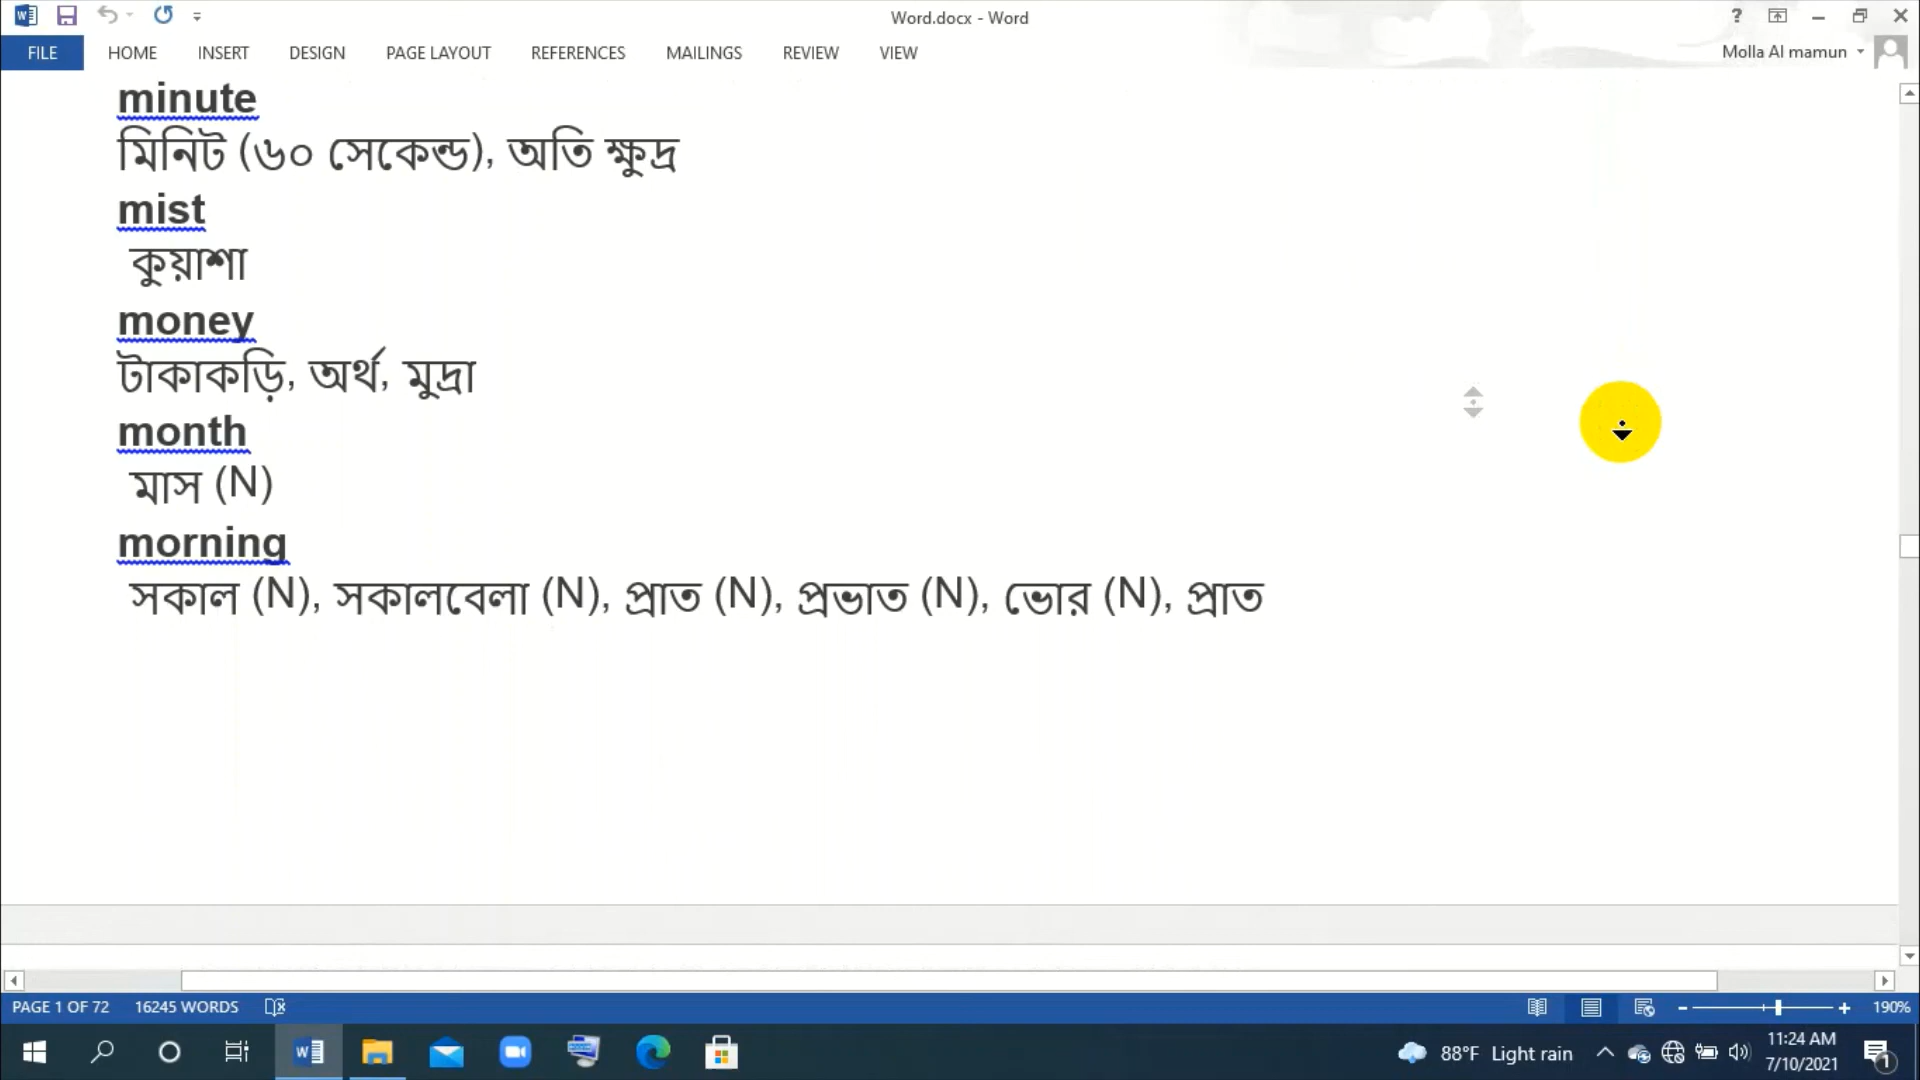 Word.docx - Word
?
FILE HOME INSERT DESIGN PAGE LAYOUT REFERENCES MAILINGS REVIEW VIEW Molla Al mamun
minute
মিনিট (৬০ সেকেন্ড), অতি ক্ষুদ্র
mist
কুয়াশা
money
টাকাকড়ি, অর্থ, মুদ্রা
month
মাস (N)
morning
সকাল (N), সকালবেলা (N), প্রাত (N), প্রভাত (N), ভোর (N), প্রাত
PAGE 1 OF 72 16245 WORDS 190%
88°F Light rain 11:24 AM
7/10/2021 1